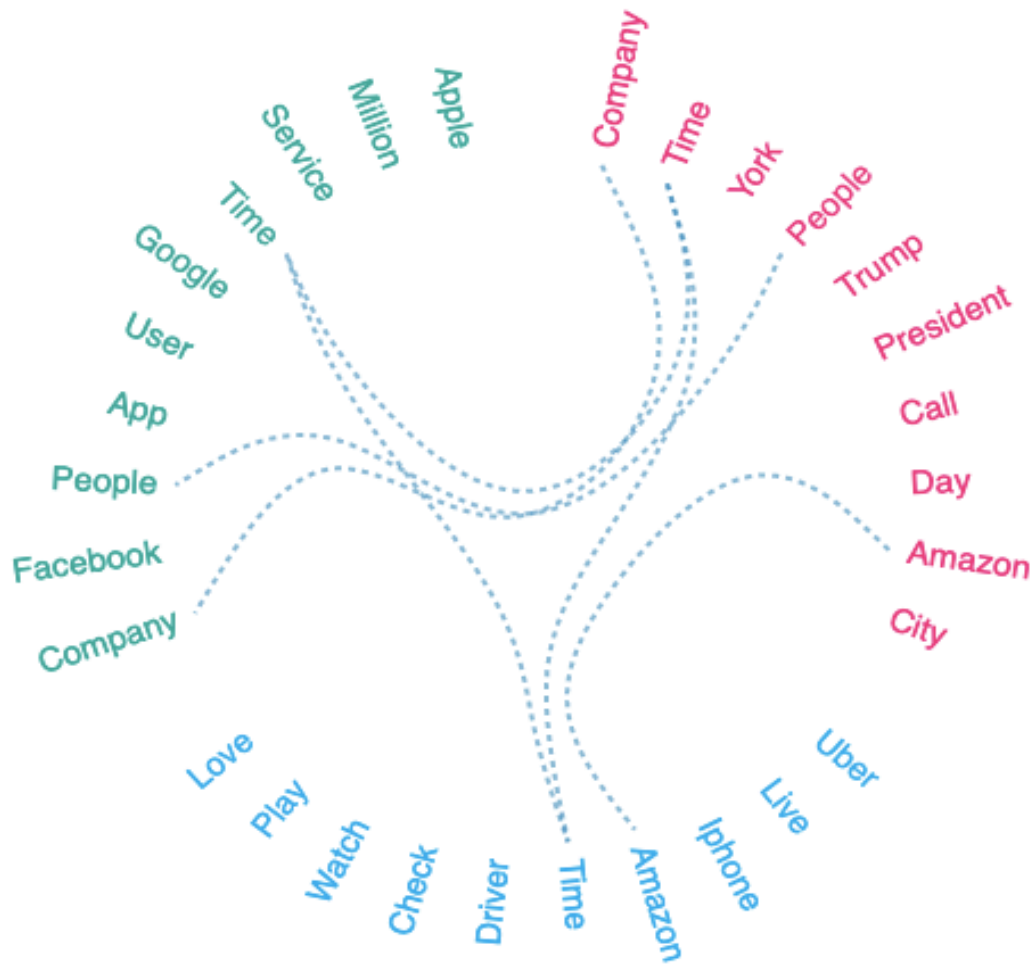 Company
Time
York
People
Trump
President
Call
Day
Amazon
City
Uber
Live
Iphone
Amazon
Time
Driver
Check
Watch
Play
Love
Company
Facebook
People
App
User
Google
Time
Service
Million
Apple